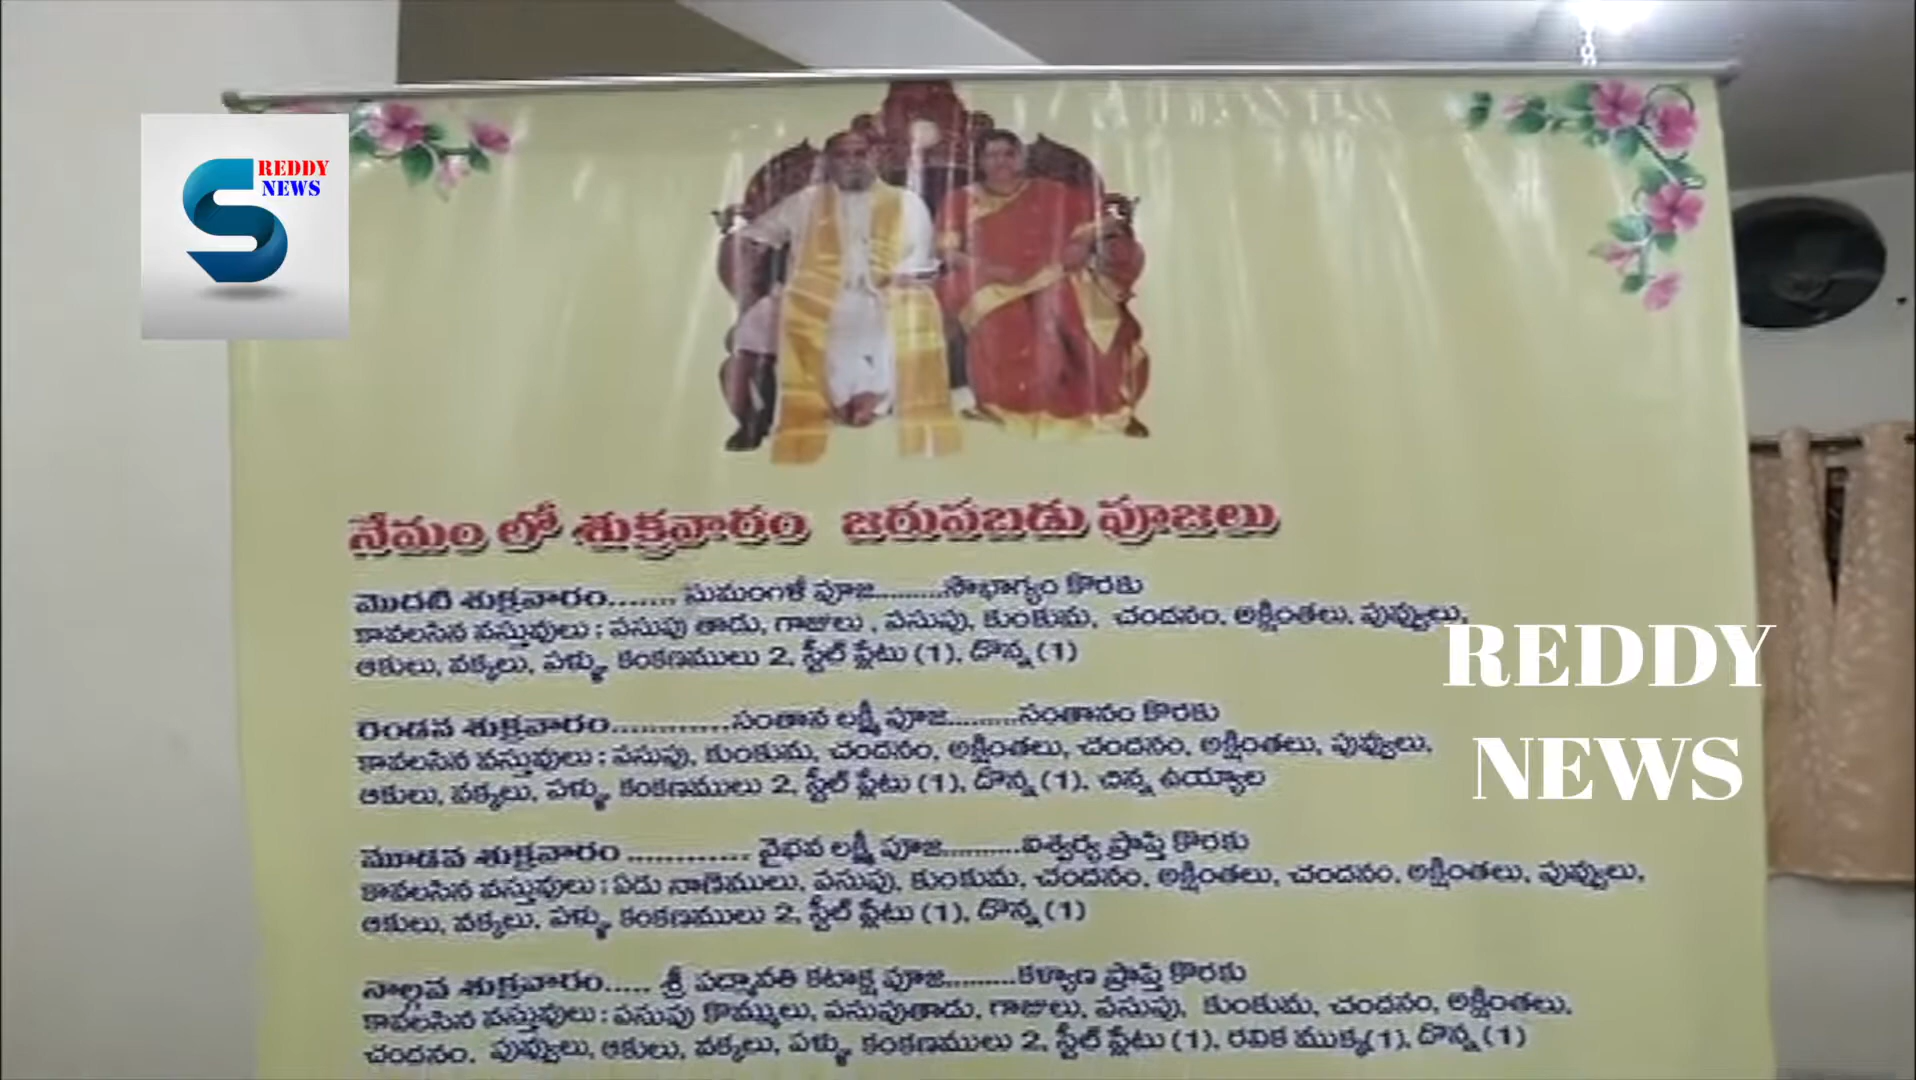 REDDY
NEWS
నేమం లో శుక్రవారం జరుపబడు పూజలు
మొదటి శుక్రవారం....... సుమంగళీ పూజ.........సౌభాగ్యం కొరకు
కావలసిన వస్తువులు : పసుపు తాడు, గాజులు , పసుపు, కుంకుమ, చందనం, అక్షింతలు, పువ్వులు,
ఆకులు, వక్కలు, పళ్ళు, కంకణములు 2, స్టీల్ ప్లేటు (1), దొన్న (1)
రెండవ శుక్రవారం............సంతాన లక్ష్మీ పూజ.........సంతానం కొరకు
కావలసిన వస్తువులు : పసుపు, కుంకుమ, చందనం, అక్షింతలు, చందనం, అక్షింతలు, పువ్వులు,
ఆకులు, వక్కలు, పళ్ళు, కంకణములు 2, స్టీల్ ప్లేటు (1), దొన్న (1), చిన్న ఉయ్యాల
REDDY
NEWS
మూడవ శుక్రవారం ............ వైభవ లక్ష్మీ పూజ..........ఐశ్వర్య ప్రాప్తి కొరకు
కావలసిన వస్తువులు : ఏడు నాణెములు, పసుపు, కుంకుమ, చందనం, అక్షింతలు, చందనం, అక్షింతలు, పువ్వులు,
ఆకులు, వక్కలు, పళ్ళు, కంకణములు 2, స్టీల్ ప్లేటు (1), దొన్న (1)
నాల్గవ శుక్రవారం..... శ్రీ పద్మావతి కటాక్ష పూజ.........కళ్యాణ ప్రాప్తి కొరకు
కావలసిన వస్తువులు : పసుపు కొమ్ములు, పసుపుతాడు, గాజులు, పసుపు, కుంకుమ, చందనం, అక్షింతలు,
చందనం, పువ్వులు, ఆకులు, వక్కలు, పళ్ళు, కంకణములు 2, స్టీల్ ప్లేటు (1), రవిక ముక్క(1), దొన్న (1)